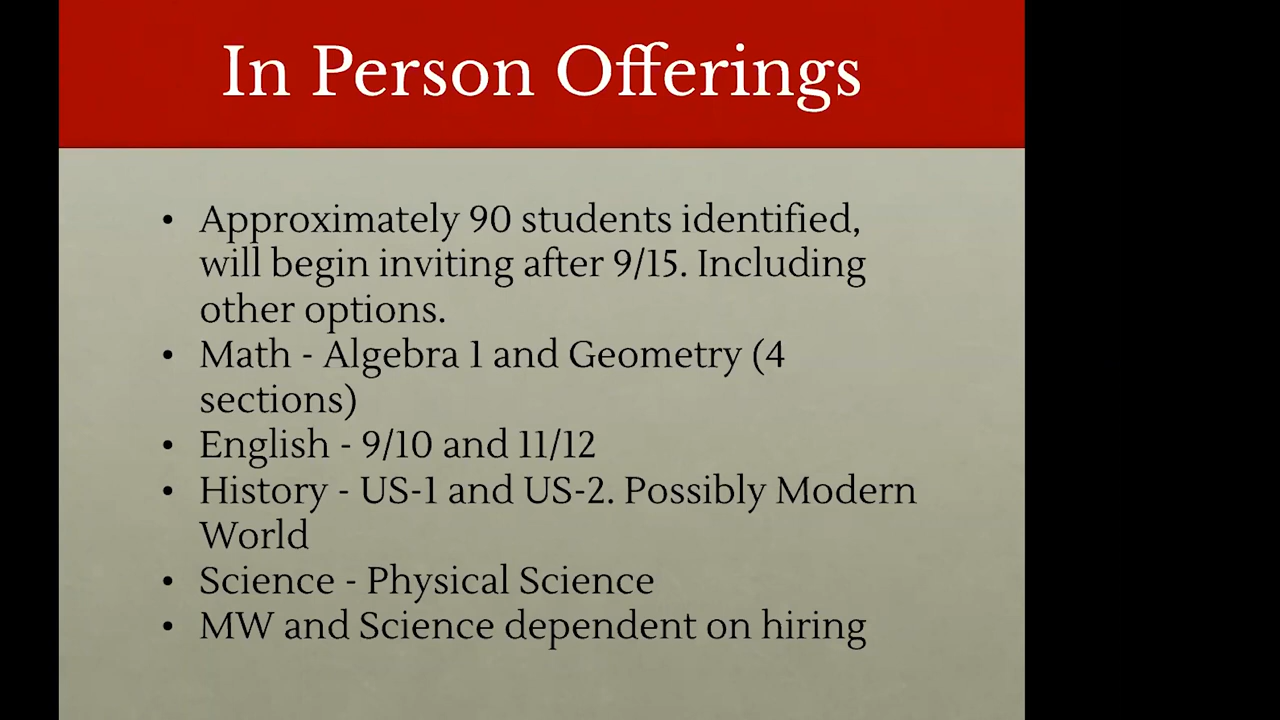 In Person Offerings
• Approximately 90 students identified,
will begin inviting after 9/15. Including
other options.
• Math - Algebra 1 and Geometry (4
sections)
• English - 9/10 and 11/12
• History - US-1 and US-2. Possibly Modern
World
• Science - Physical Science
• MW and Science dependent on hiring